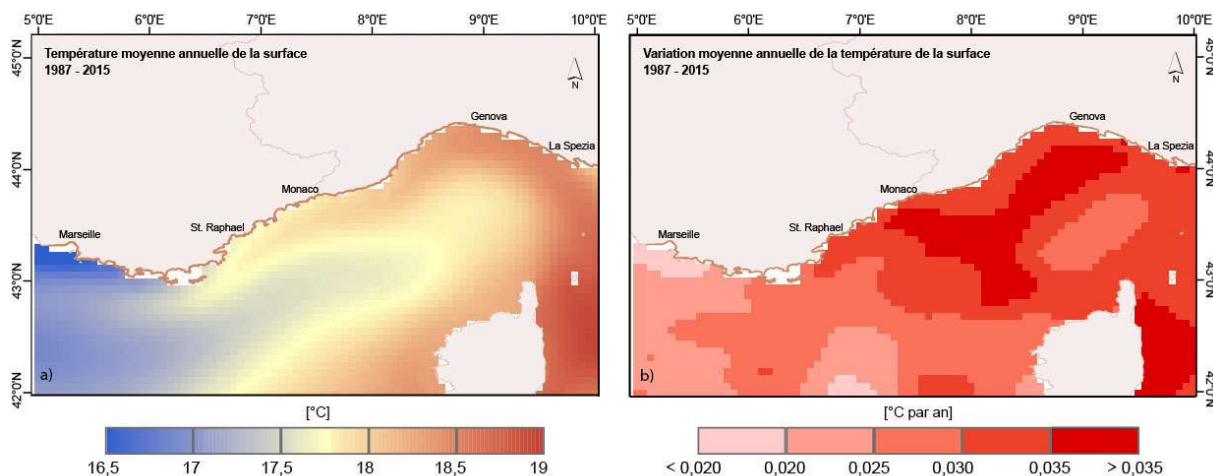 5°0'E 6°0'E 7°0'E 8°0'E 9°0'E 10°0'E
Température moyenne annuelle de la surface
1987 - 2015
N
45°0'N
44°0'N
43°0'N
42°0'N
Genova
La Spezia
Monaco
St. Raphael
Marseille
a)
[°C]
16,5 17 17,5 18 18,5 19
5°0'E 6°0'E 7°0'E 8°0'E 9°0'E 10°0'E
Variation moyenne annuelle de la température de la surface
1987 - 2015
N
45°0'N
44°0'N
43°0'N
42°0'N
Genova
La Spezia
Monaco
St. Raphael
Marseille
b)
[°C par an]
< 0,020 0,020 0,025 0,030 0,035 > 0,035